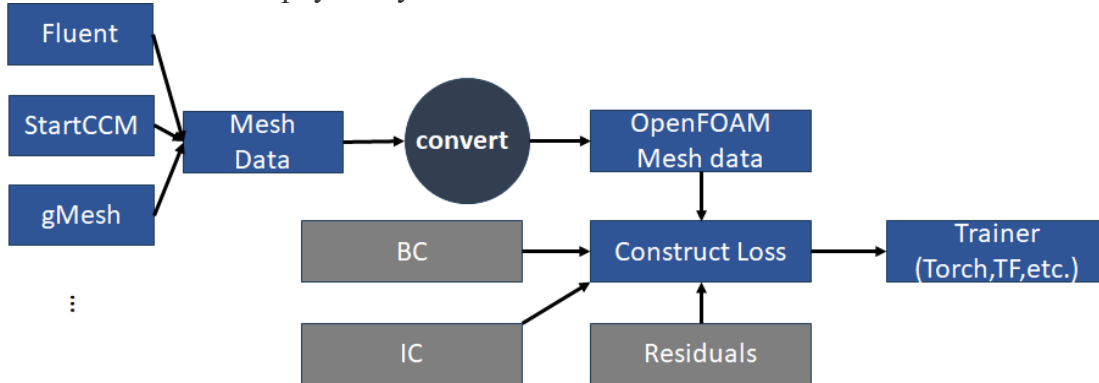 Fluent
StartCCM
gMesh
⋮
Mesh
Data
convert
OpenFOAM
Mesh data
BC
Construct Loss
Trainer
(Torch,TF,etc.)
IC
Residuals